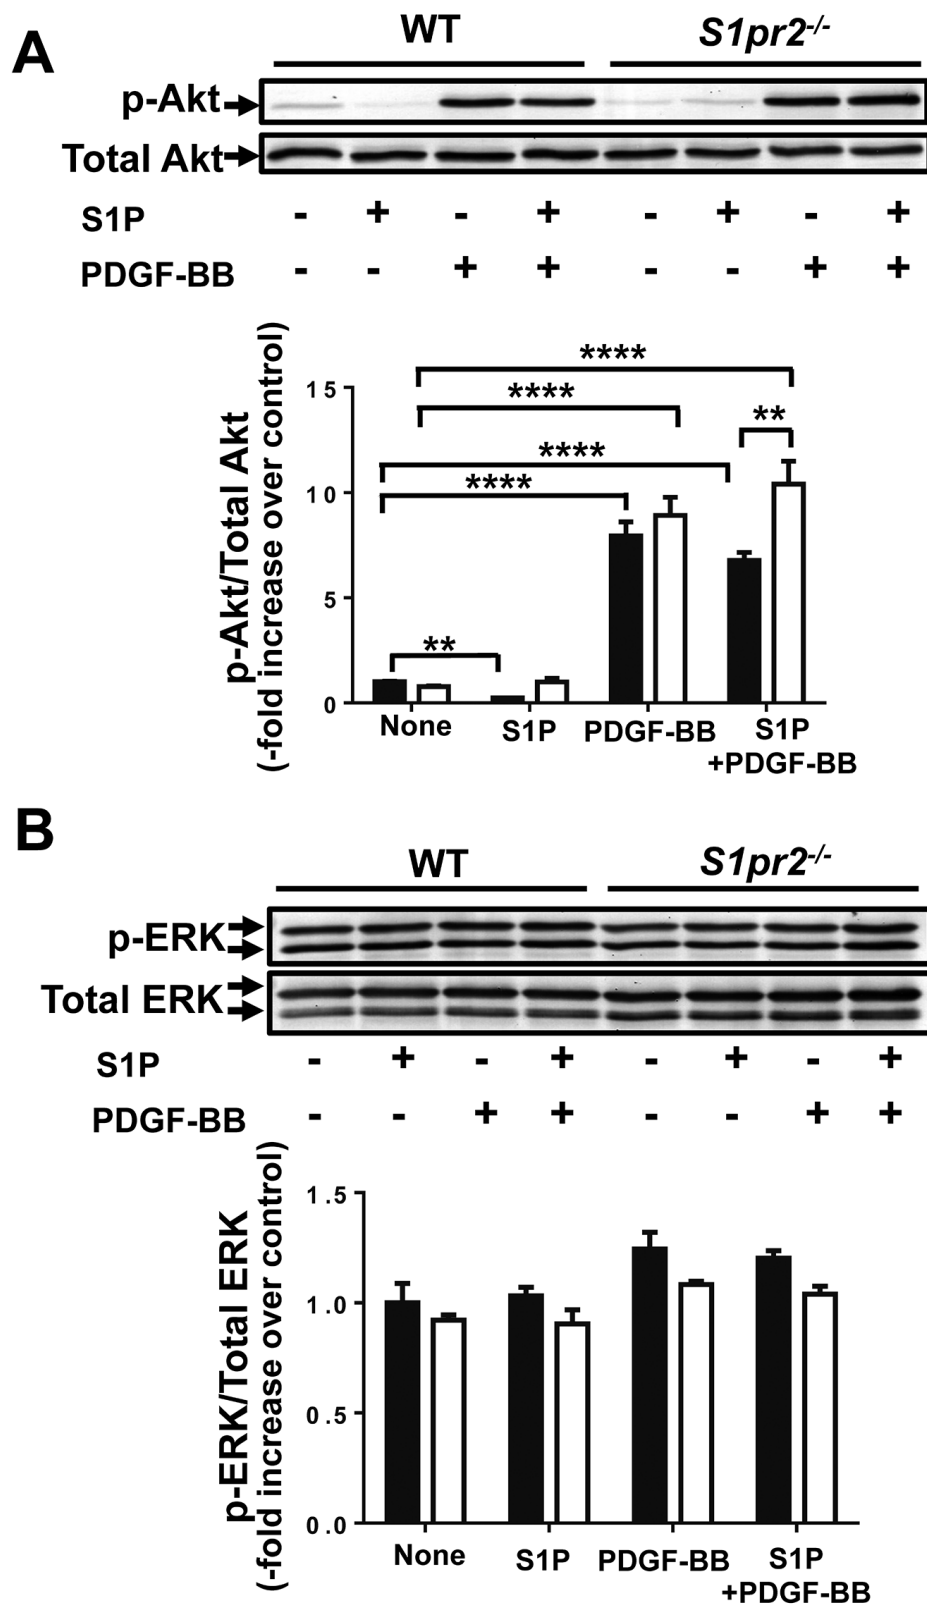 A
WT
S1pr2-/-
p-Akt
Total Akt
S1P - + - + - + - +
PDGF-BB - - + + - - + +
p-Akt/Total Akt
(-fold increase over control)
15
10
5
0
****
****
**
****
****
**
None
S1P
PDGF-BB
S1P
+PDGF-BB
B
WT
S1pr2-/-
p-ERK
Total ERK
S1P - + - + - + - +
PDGF-BB - - + + - - + +
p-ERK/Total ERK
(-fold increase over control)
1.5
1.0
0.5
0.0
None
S1P
PDGF-BB
S1P
+PDGF-BB